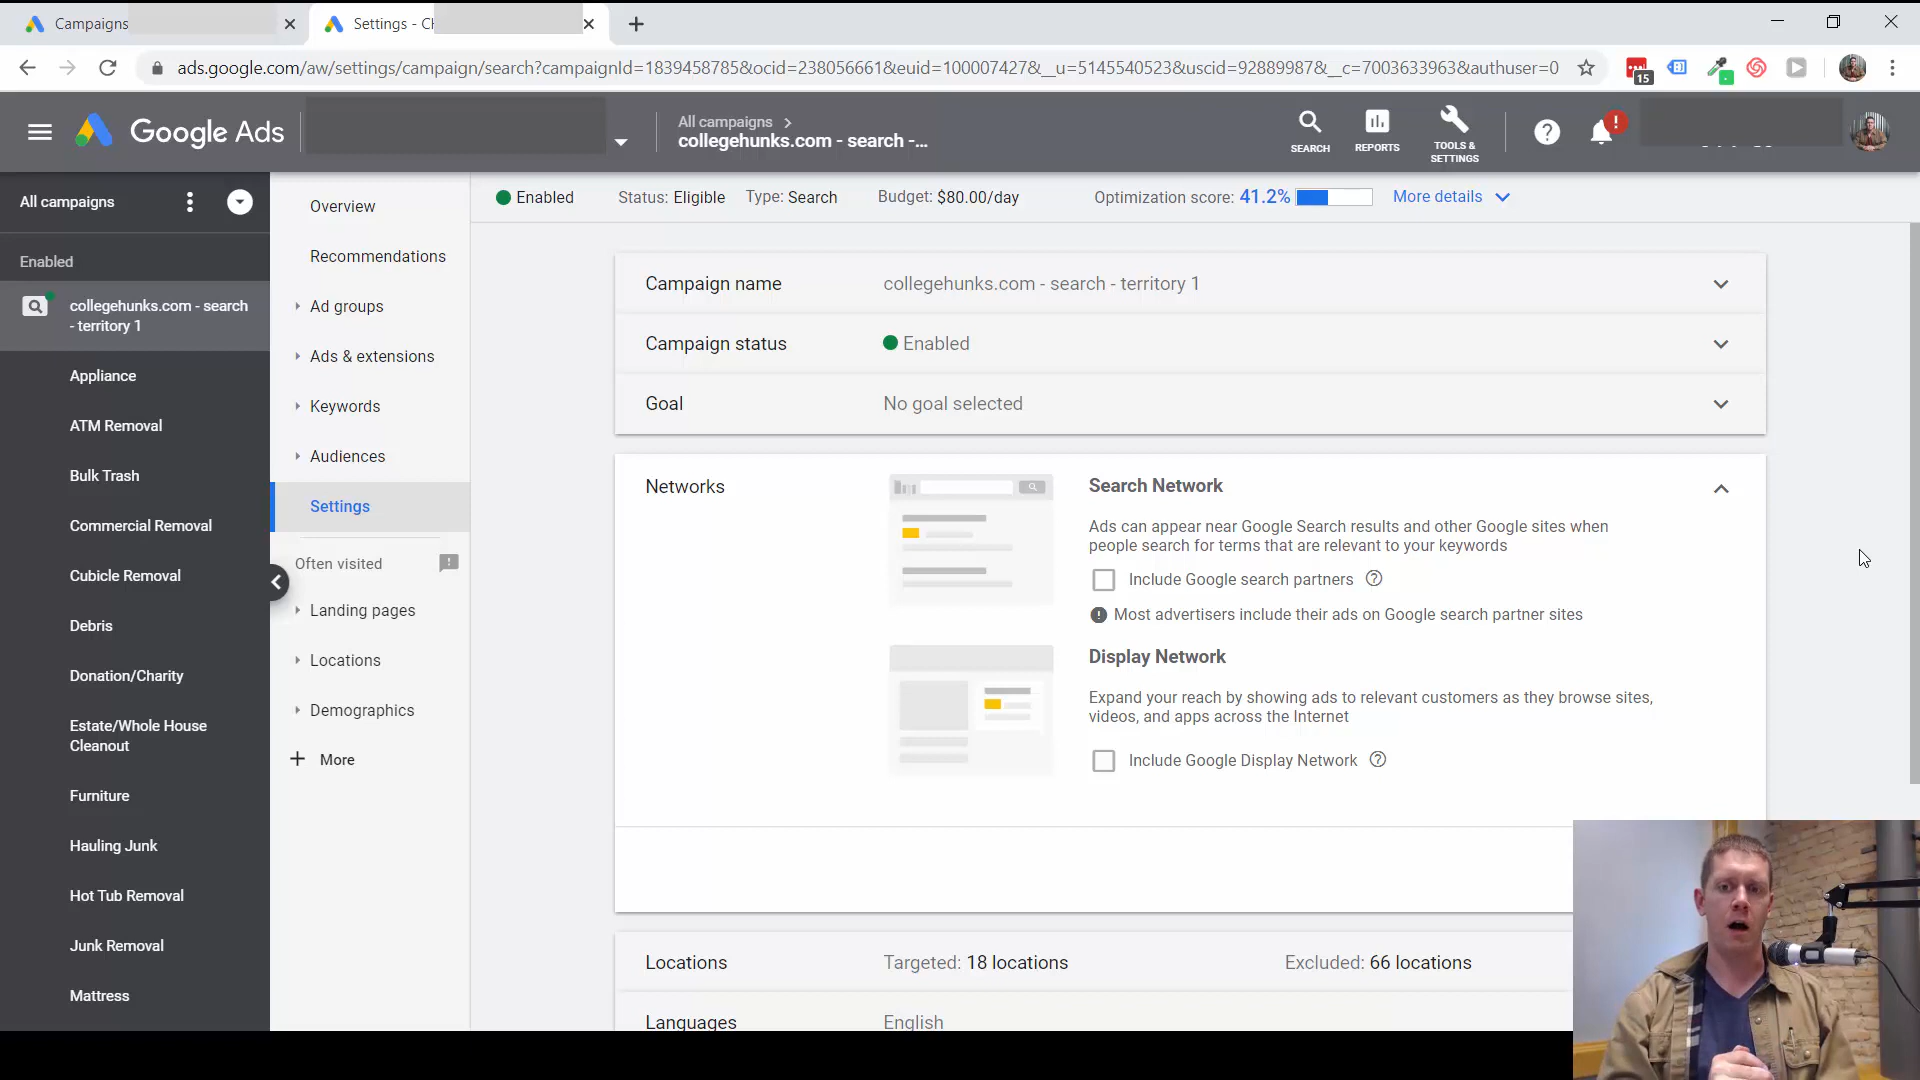 Campaigns
Settings - Cl
ads.google.com/aw/settings/campaign/search?campaignId=1839458785&ocid=238056661&euid=100007427&__u=5145540523&uscid=92889987&__c=7003633963&authuser=0
15
Google Ads
All campaigns
collegehunks.com - search -...
SEARCH
REPORTS
TOOLS &
SETTINGS
All campaigns
Enabled
Status: Eligible
Type: Search
Budget: $80.00/day
Optimization score: 41.2%
More details
Enabled
collegehunks.com - search
- territory 1
Appliance
ATM Removal
Bulk Trash
Commercial Removal
Cubicle Removal
Debris
Donation/Charity
Estate/Whole House
Cleanout
Furniture
Hauling Junk
Hot Tub Removal
Junk Removal
Mattress
Overview
Recommendations
Ad groups
Ads & extensions
Keywords
Audiences
Settings
Often visited
Landing pages
Locations
Demographics
More
Campaign name
collegehunks.com - search - territory 1
Campaign status
Enabled
Goal
No goal selected
Networks
Search Network
Ads can appear near Google Search results and other Google sites when
people search for terms that are relevant to your keywords
Include Google search partners
Most advertisers include their ads on Google search partner sites
Display Network
Expand your reach by showing ads to relevant customers as they browse sites,
videos, and apps across the Internet
Include Google Display Network
Locations
Targeted: 18 locations
Excluded: 66 locations
Languages
English